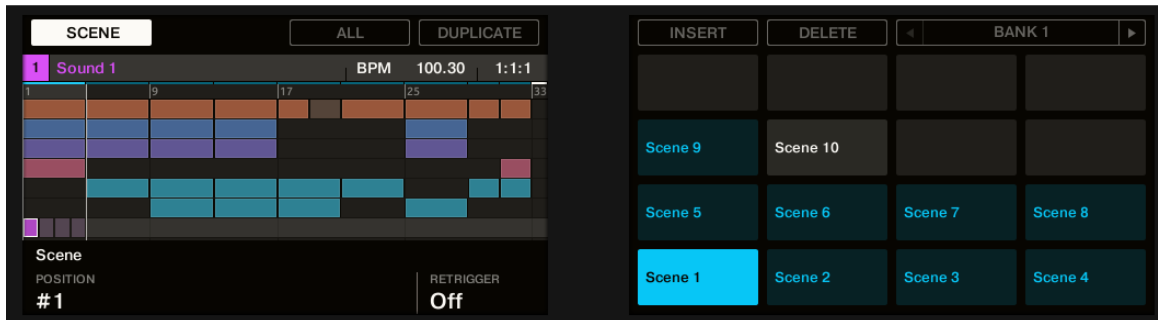 SCENE ALL DUPLICATE
1 Sound 1 BPM 100.30 1:1:1
1 9 17 25 33
Scene
POSITION RETRIGGER
#1 Off
INSERT DELETE BANK 1
Scene 9 Scene 10
Scene 5 Scene 6 Scene 7 Scene 8
Scene 1 Scene 2 Scene 3 Scene 4